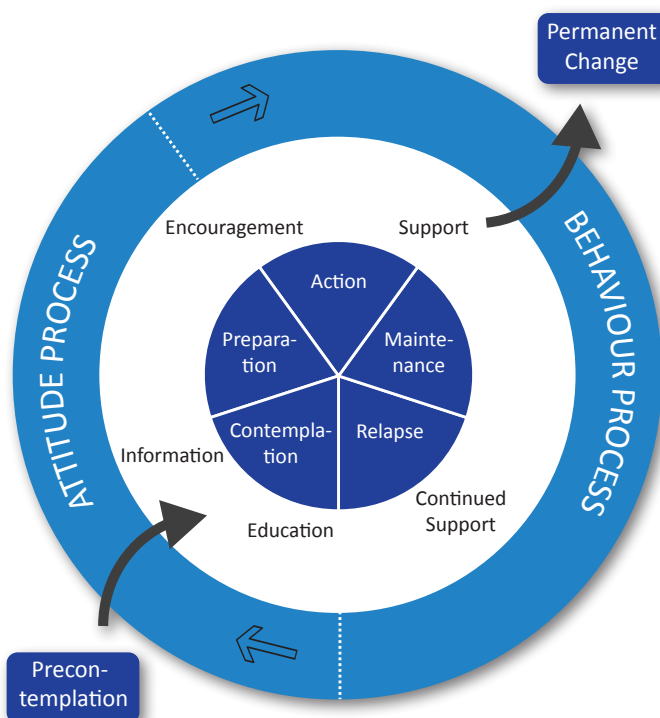 Permanent
Change
Encouragement
Support
ATTITUDE PROCESS
BEHAVIOUR PROCESS
Action
Prepara-
tion
Mainte-
nance
Contempla-
tion
Relapse
Information
Education
Continued
Support
Precon-
templation